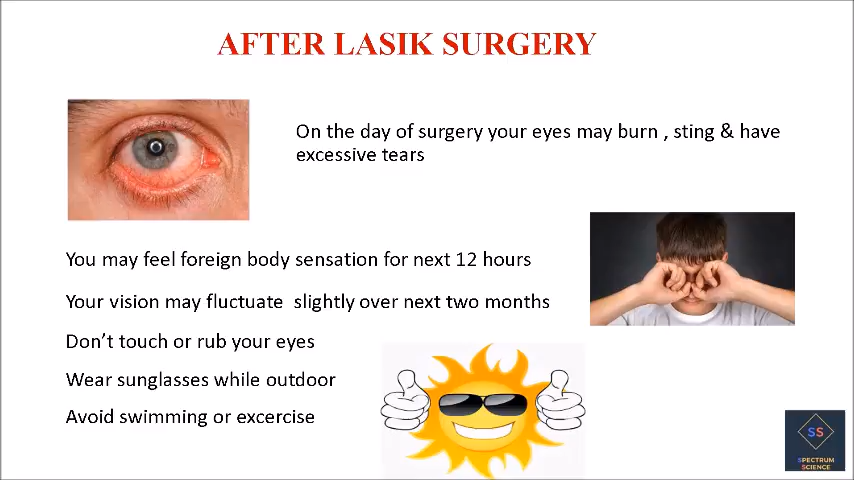 AFTER LASIK SURGERY
On the day of surgery your eyes may burn , sting & have
excessive tears
You may feel foreign body sensation for next 12 hours
Your vision may fluctuate  slightly over next two months
Don’t touch or rub your eyes
Wear sunglasses while outdoor
Avoid swimming or excercise
SS
SPECTRUM
SCIENCE